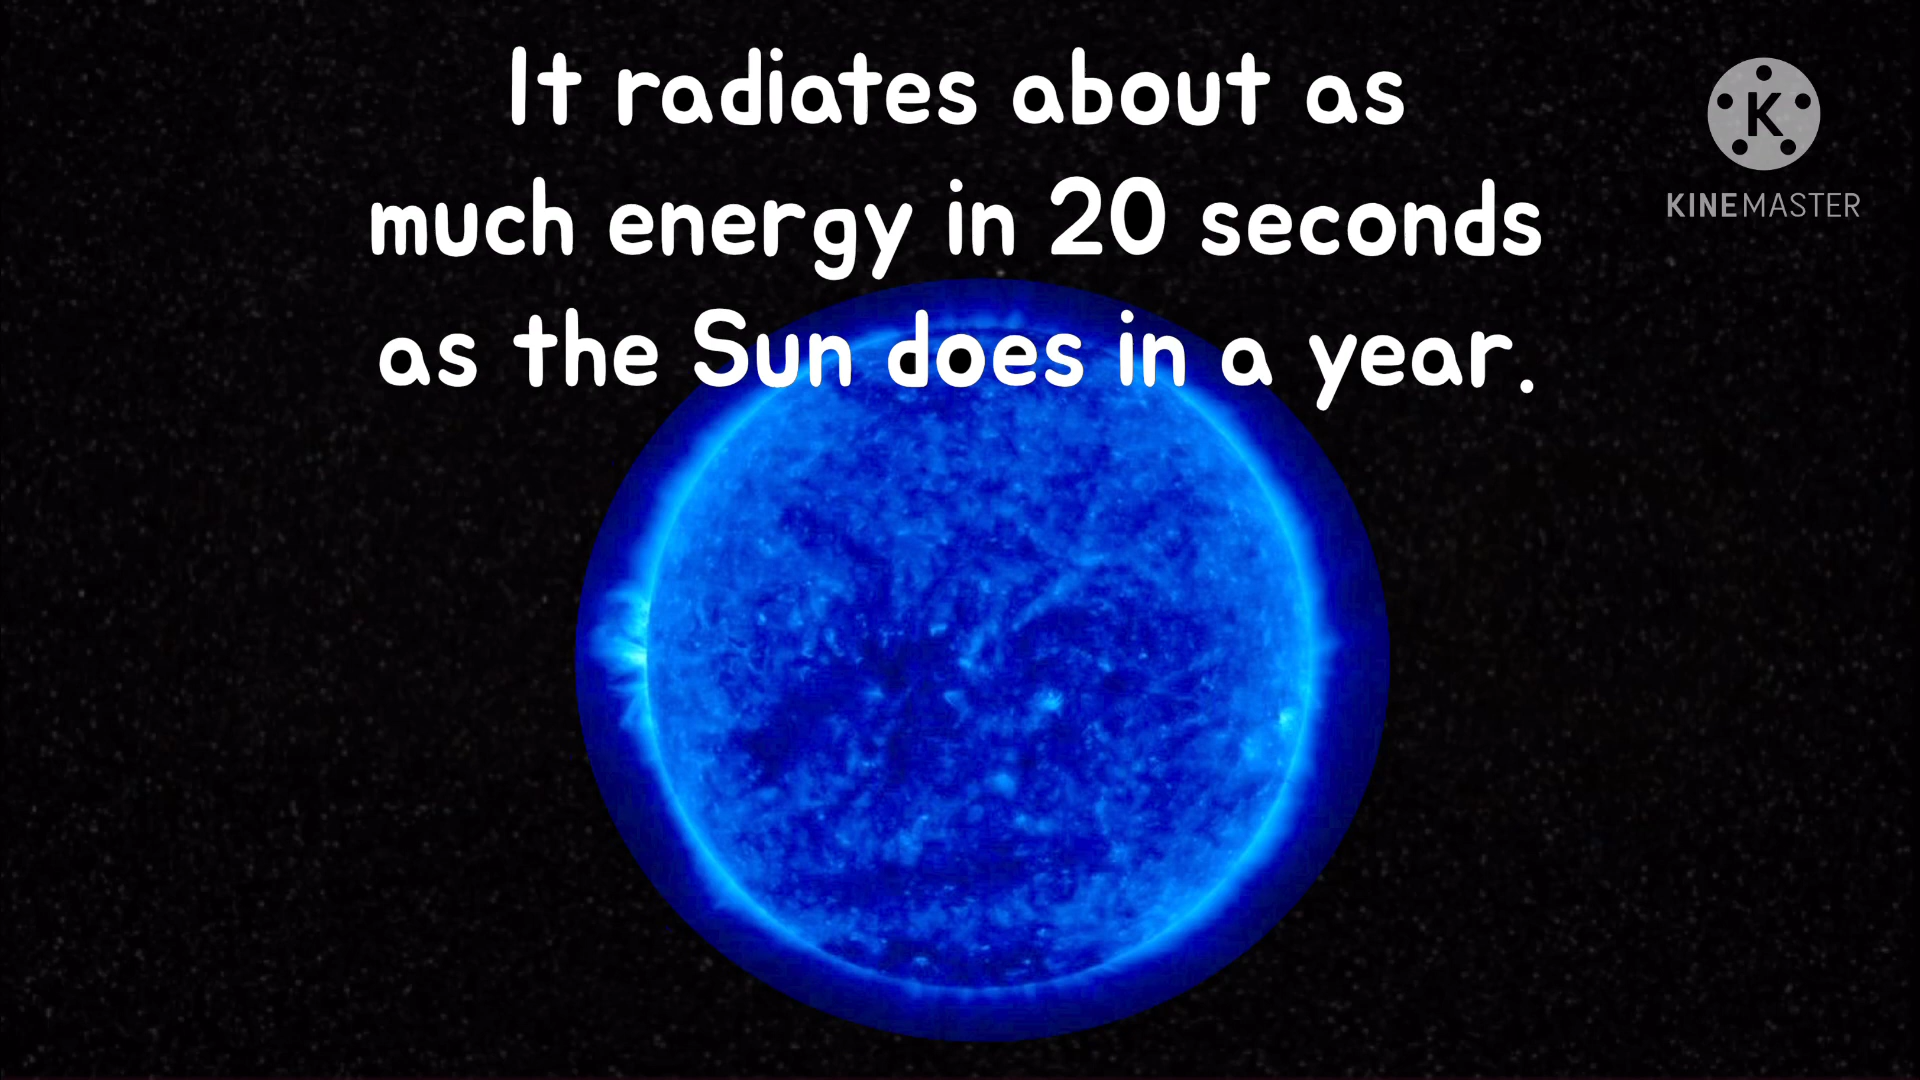 It radiates about as
much energy in 20 seconds
as the Sun does in a year.
K
KINEMASTER